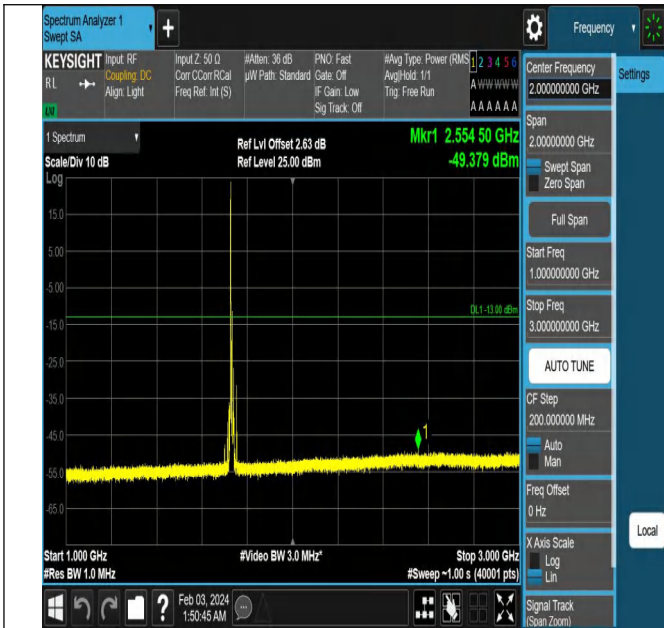 Spectrum Analyzer 1
Swept SA
Frequency
KEYSIGHT
RL
LXI
Input: RF
Coupling: DC
Align: Light
Input Z: 50 Ω
Corr CCorr RCal
Freq Ref: Int (S)
#Atten: 36 dB
µW Path: Standard
PNO: Fast
Gate: Off
IF Gain: Low
Sig Track: Off
#Avg Type: Power (RMS
Avg|Hold: 1/1
Trig: Free Run
1 2 3 4 5 6
A W W W W W
A A A A A A
1 Spectrum
Scale/Div 10 dB
Log
Ref Lvl Offset 2.63 dB
Ref Level 25.00 dBm
Mkr1 2.554 50 GHz
-49.379 dBm
15.0
5.00
-5.00
-15.0
-25.0
-35.0
-45.0
-55.0
-65.0
DL1 -13.00 dBm
1
Start 1.000 GHz
#Res BW 1.0 MHz
#Video BW 3.0 MHz*
Stop 3.000 GHz
#Sweep ~1.00 s (40001 pts)
Feb 03, 2024
1:50:45 AM
Center Frequency
2.000000000 GHz
Settings
Span
2.00000000 GHz
Swept Span
Zero Span
Full Span
Start Freq
1.000000000 GHz
Stop Freq
3.000000000 GHz
AUTO TUNE
CF Step
200.000000 MHz
Auto
Man
Freq Offset
0 Hz
X Axis Scale
Log
Lin
Local
Signal Track
(Span Zoom)